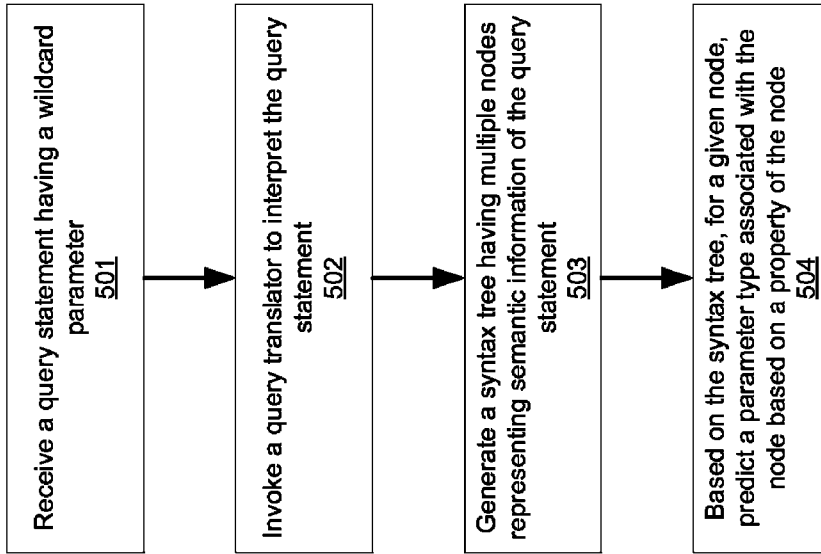 Receive a query statement having a wildcard
parameter
501
Invoke a query translator to interpret the query
statement
502
Generate a syntax tree having multiple nodes
representing semantic information of the query
statement
503
Based on the syntax tree, for a given node,
predict a parameter type associated with the
node based on a property of the node
504